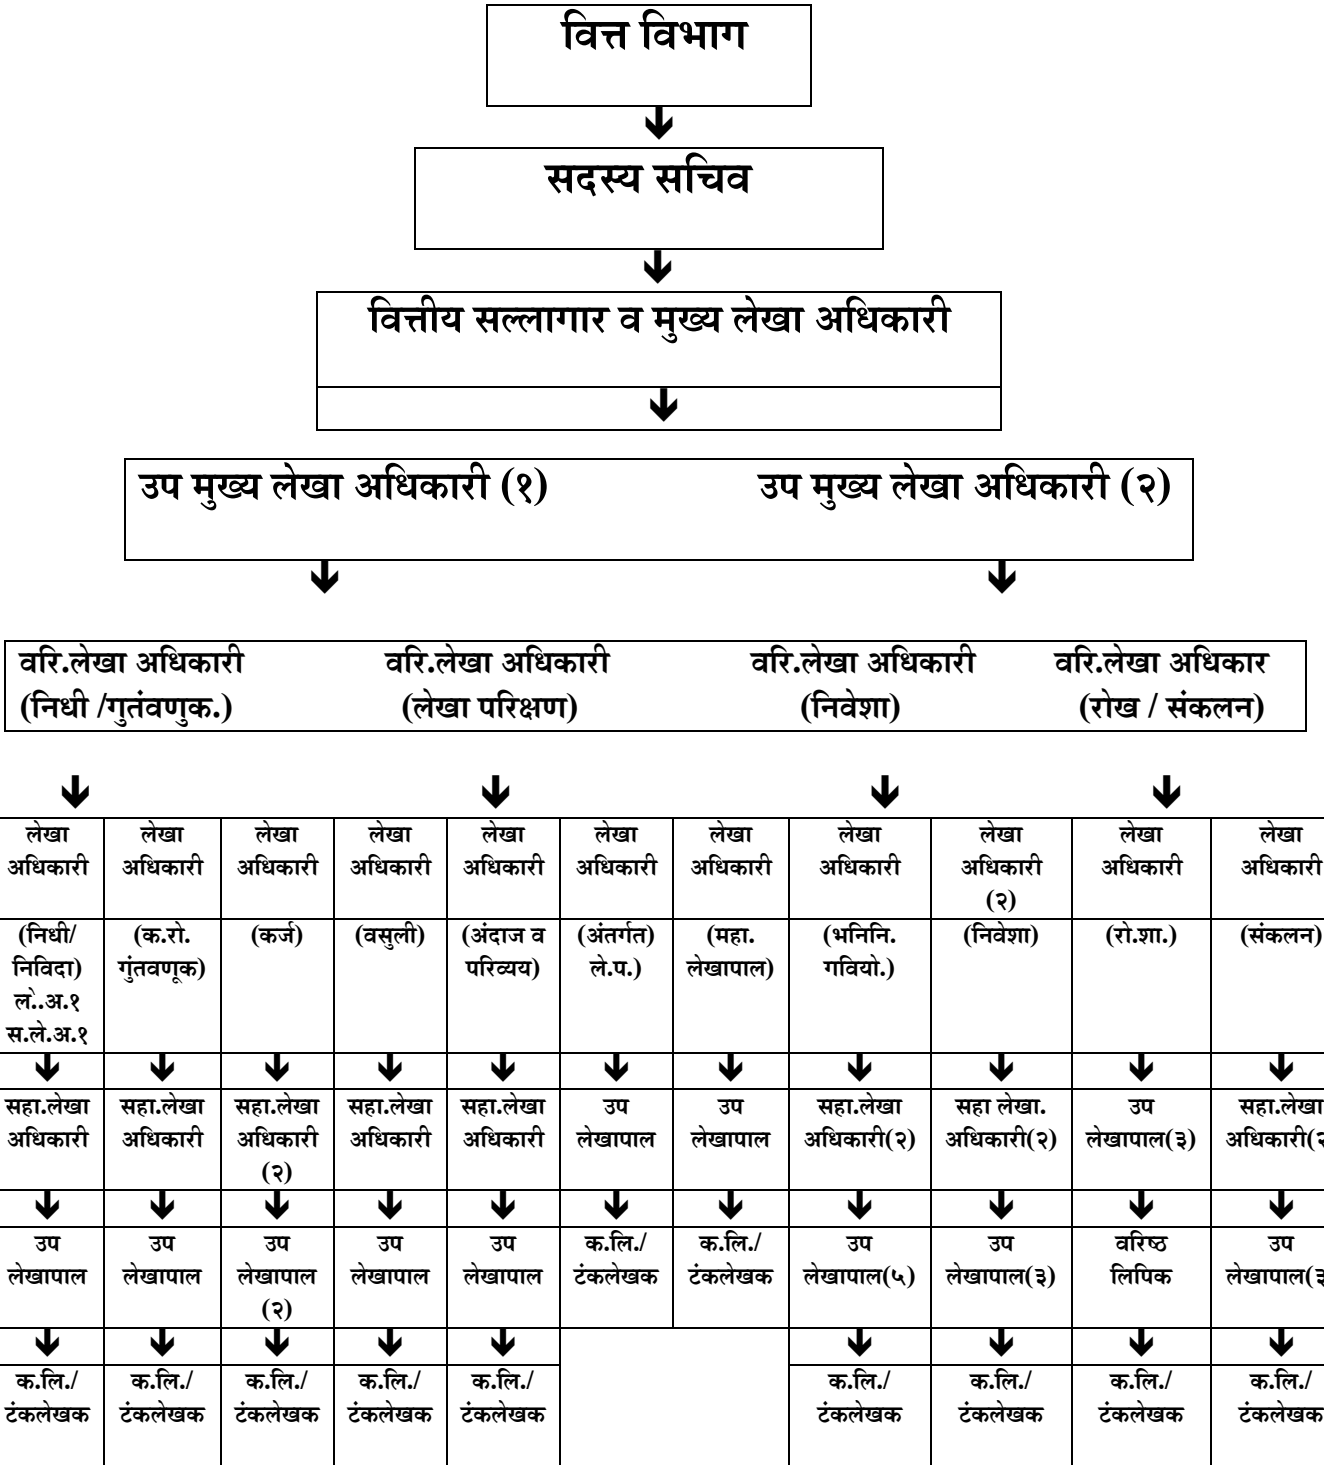 वित्त विभाग
सदस्य सचिव
वित्तीय सल्लागार व मुख्य लेखा अधिकारी
उप मुख्य लेखा अधिकारी (१) उप मुख्य लेखा अधिकारी (२)
वरि.लेखा अधिकारी वरि.लेखा अधिकारी वरि.लेखा अधिकारी वरि.लेखा अधिकार
(निधी /गुतंवणुक.) (लेखा परिक्षण) (निवेशा) (रोख / संकलन)
लेखा लेखा लेखा लेखा लेखा लेखा लेखा लेखा लेखा लेखा लेखा
अधिकारी अधिकारी अधिकारी अधिकारी अधिकारी अधिकारी अधिकारी अधिकारी अधिकारी अधिकारी अधिकारी
(२)
(निधी/ (क.रो. (कर्ज) (वसुली) (अंदाज व (अंतर्गत) (महा. (भनिनि. (निवेशा) (रो.शा.) (संकलन)
निविदा) गुंतवणूक) परिव्यय) ले.प.) लेखापाल) गवियो.)
ले..अ.१
स.ले.अ.१
सहा.लेखा सहा.लेखा सहा.लेखा सहा.लेखा सहा.लेखा उप उप सहा.लेखा सहा लेखा. उप सहा.लेखा
अधिकारी अधिकारी अधिकारी अधिकारी अधिकारी लेखापाल लेखापाल अधिकारी(२) अधिकारी(२) लेखापाल(३) अधिकारी(२
(२)
उप उप उप उप उप क.लि./ क.लि./ उप उप वरिष्ठ उप
लेखापाल लेखापाल लेखापाल लेखापाल लेखापाल टंकलेखक टंकलेखक लेखापाल(५) लेखापाल(३) लिपिक लेखापाल(३
(२)
क.लि./ क.लि./ क.लि./ क.लि./ क.लि./ क.लि./ क.लि./ क.लि./ क.लि./
टंकलेखक टंकलेखक टंकलेखक टंकलेखक टंकलेखक टंकलेखक टंकलेखक टंकलेखक टंकलेखक